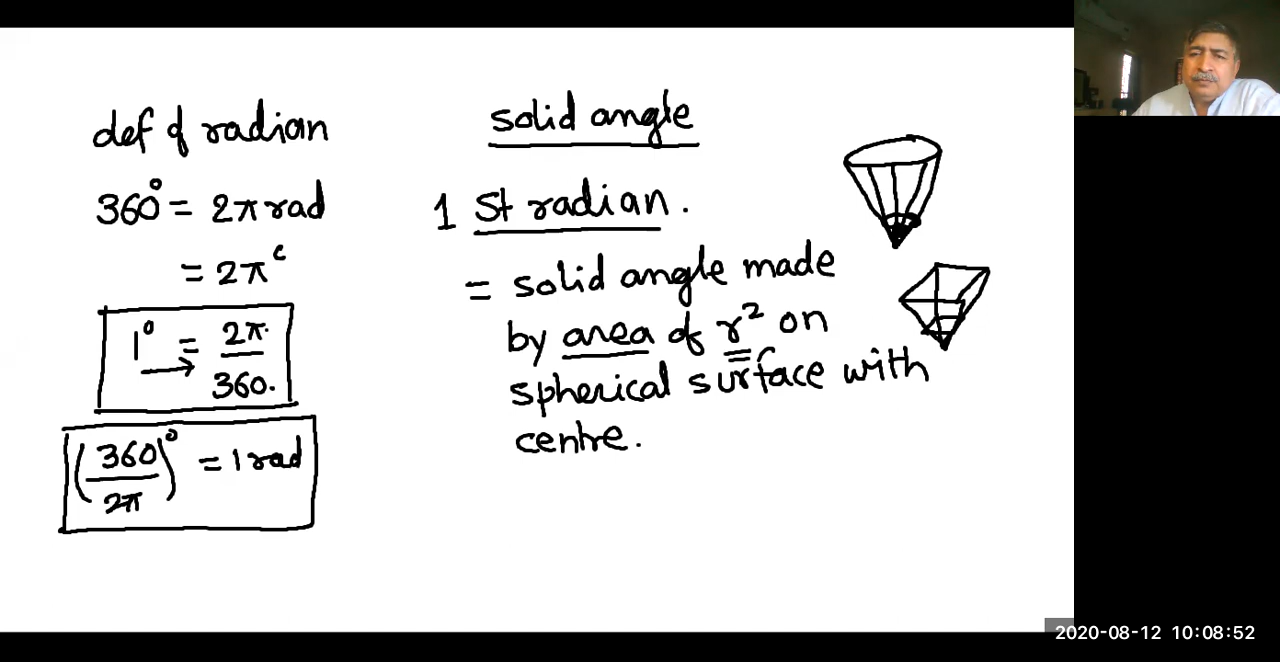 def of radian
360° = 2π rad
= 2π^c
1° = 2π/360.
(360/2π)° = 1 rad
solid angle
1 St radian.
= solid angle made
by area of r² on
spherical surface with
centre.
2020-08-12 10:08:52